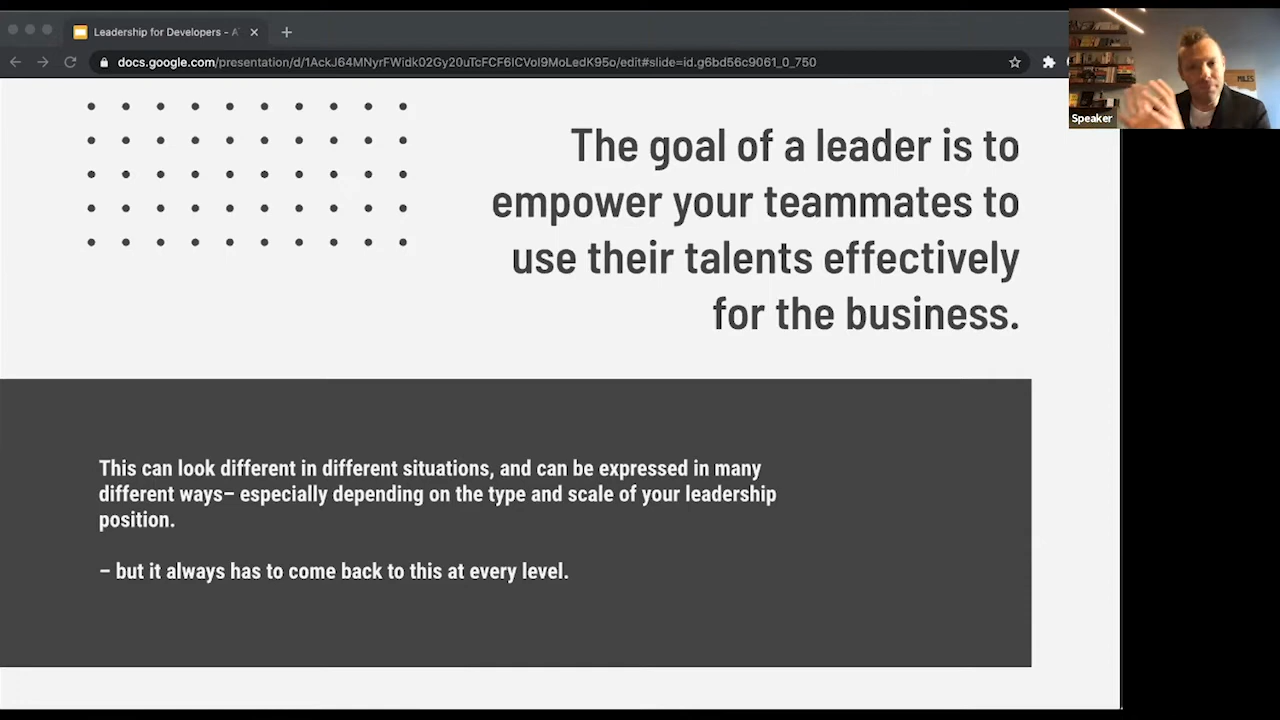 Leadership for Developers - A
docs.google.com/presentation/d/1AckJ64MNyrFWidk02Gy20uTcFCF6ICVoI9MoLedK95o/edit#slide=id.g6bd56c9061_0_750
MILES
Speaker
The goal of a leader is to
empower your teammates to
use their talents effectively
for the business.
This can look different in different situations, and can be expressed in many
different ways– especially depending on the type and scale of your leadership
position.
– but it always has to come back to this at every level.